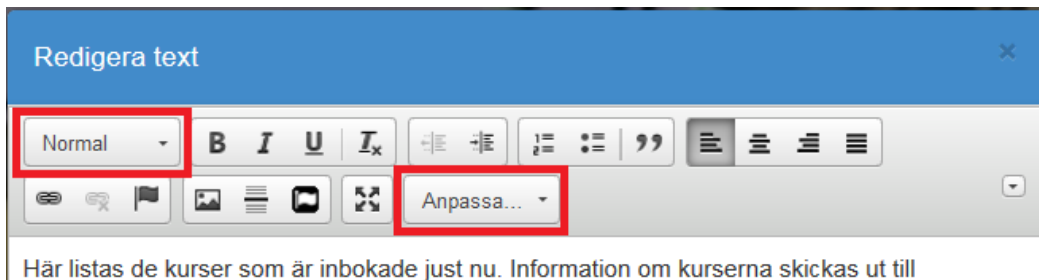 Redigera text
Normal
B I U Ix
Anpassa...
Här listas de kurser som är inbokade just nu. Information om kurserna skickas ut till